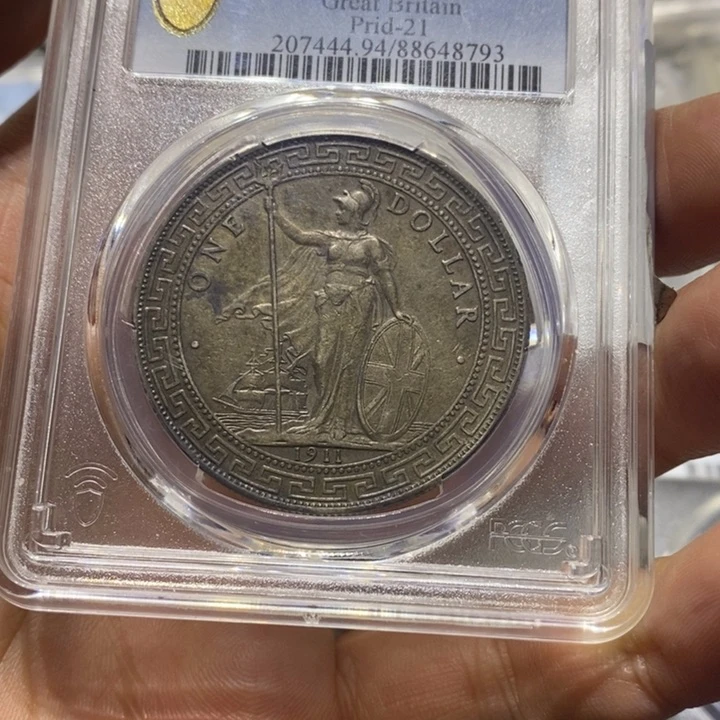 Great Britain
Prid-21
207444.94/88648793
ONE DOLLAR
1911
PCGS